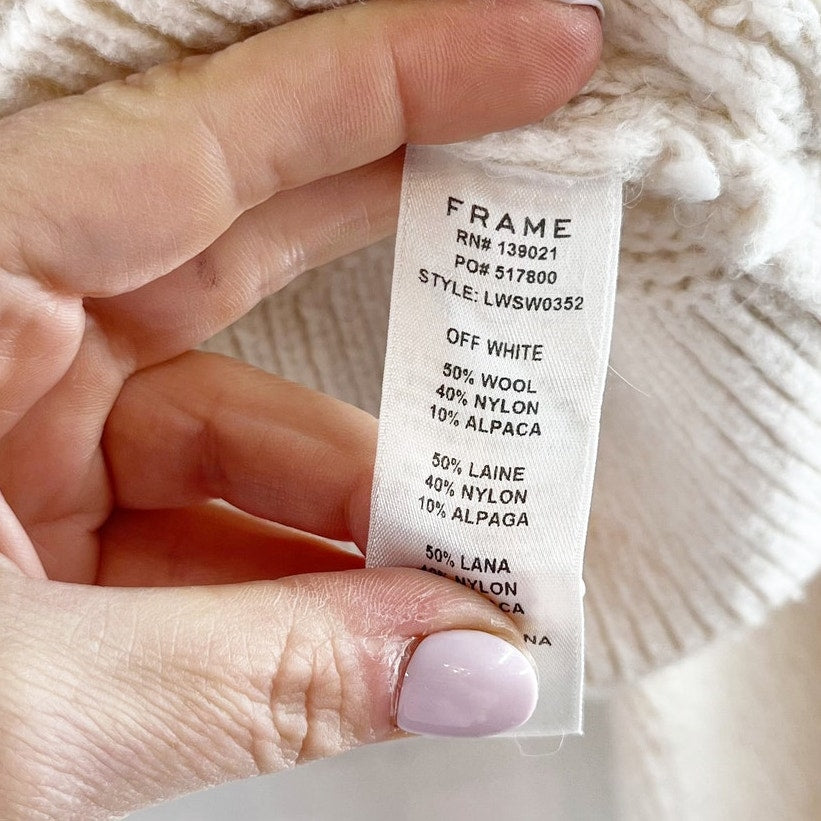 FRAME
RN# 139021
PO# 517800
STYLE: LWSW0352
OFF WHITE
50% WOOL
40% NYLON
10% ALPACA
50% LAINE
40% NYLON
10% ALPAGA
50% LANA
NYLON